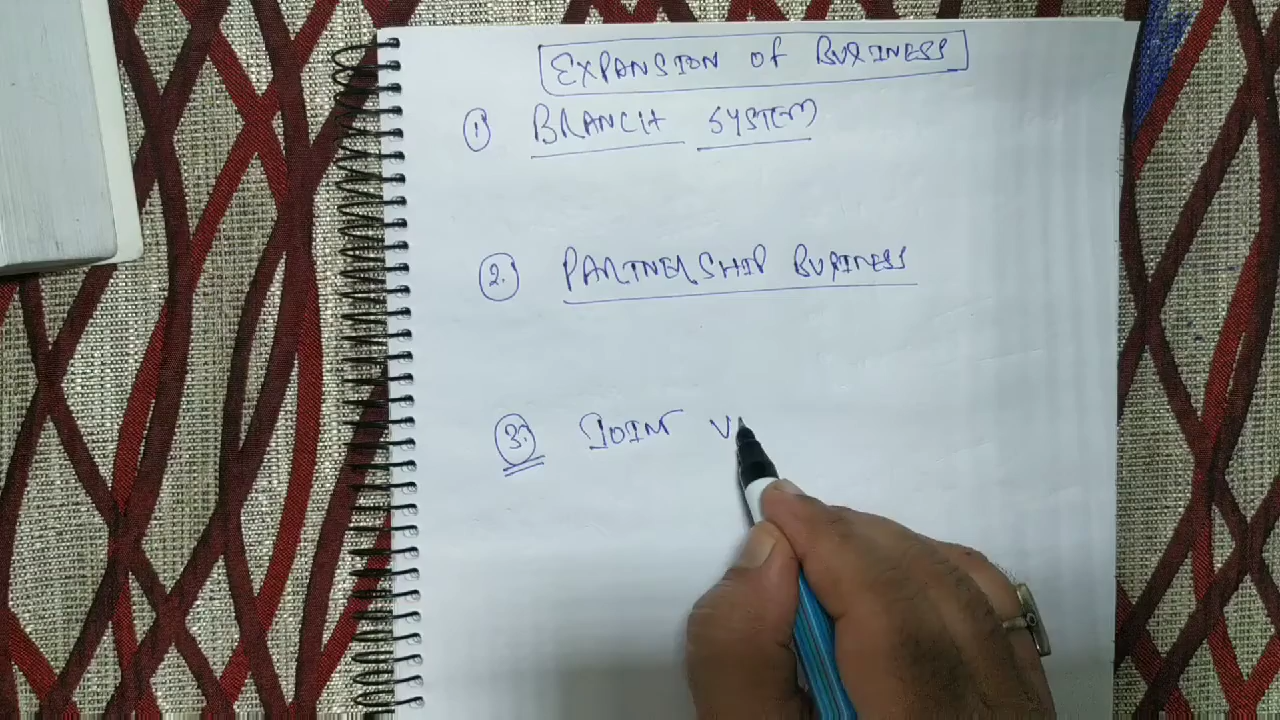 EXPANSION of BUSINESS
1) BRANCH SYSTEM
2.) PARTNERSHIP BUSINESS
3.) JOINT V